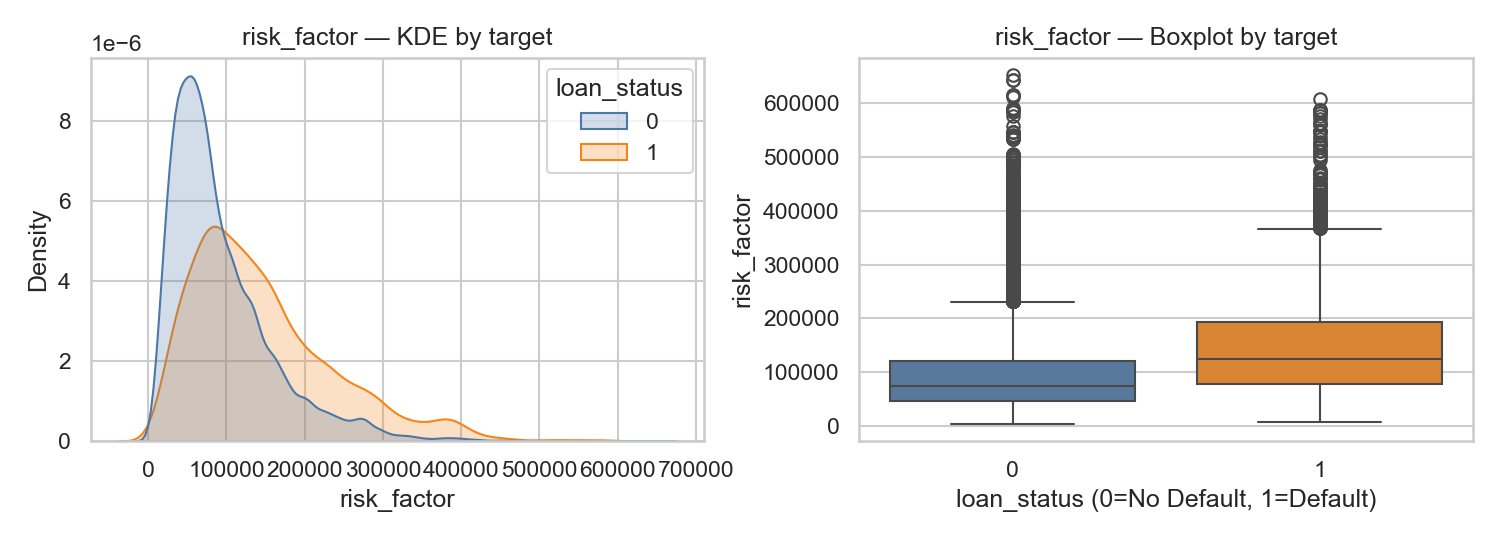 risk_factor — KDE by target
1e−6
loan_status
0
1
8
6
4
2
0
Density
0 100000 200000 300000 400000 500000 600000 700000
risk_factor
risk_factor — Boxplot by target
600000
500000
400000
300000
200000
100000
0
risk_factor
0 1
loan_status (0=No Default, 1=Default)